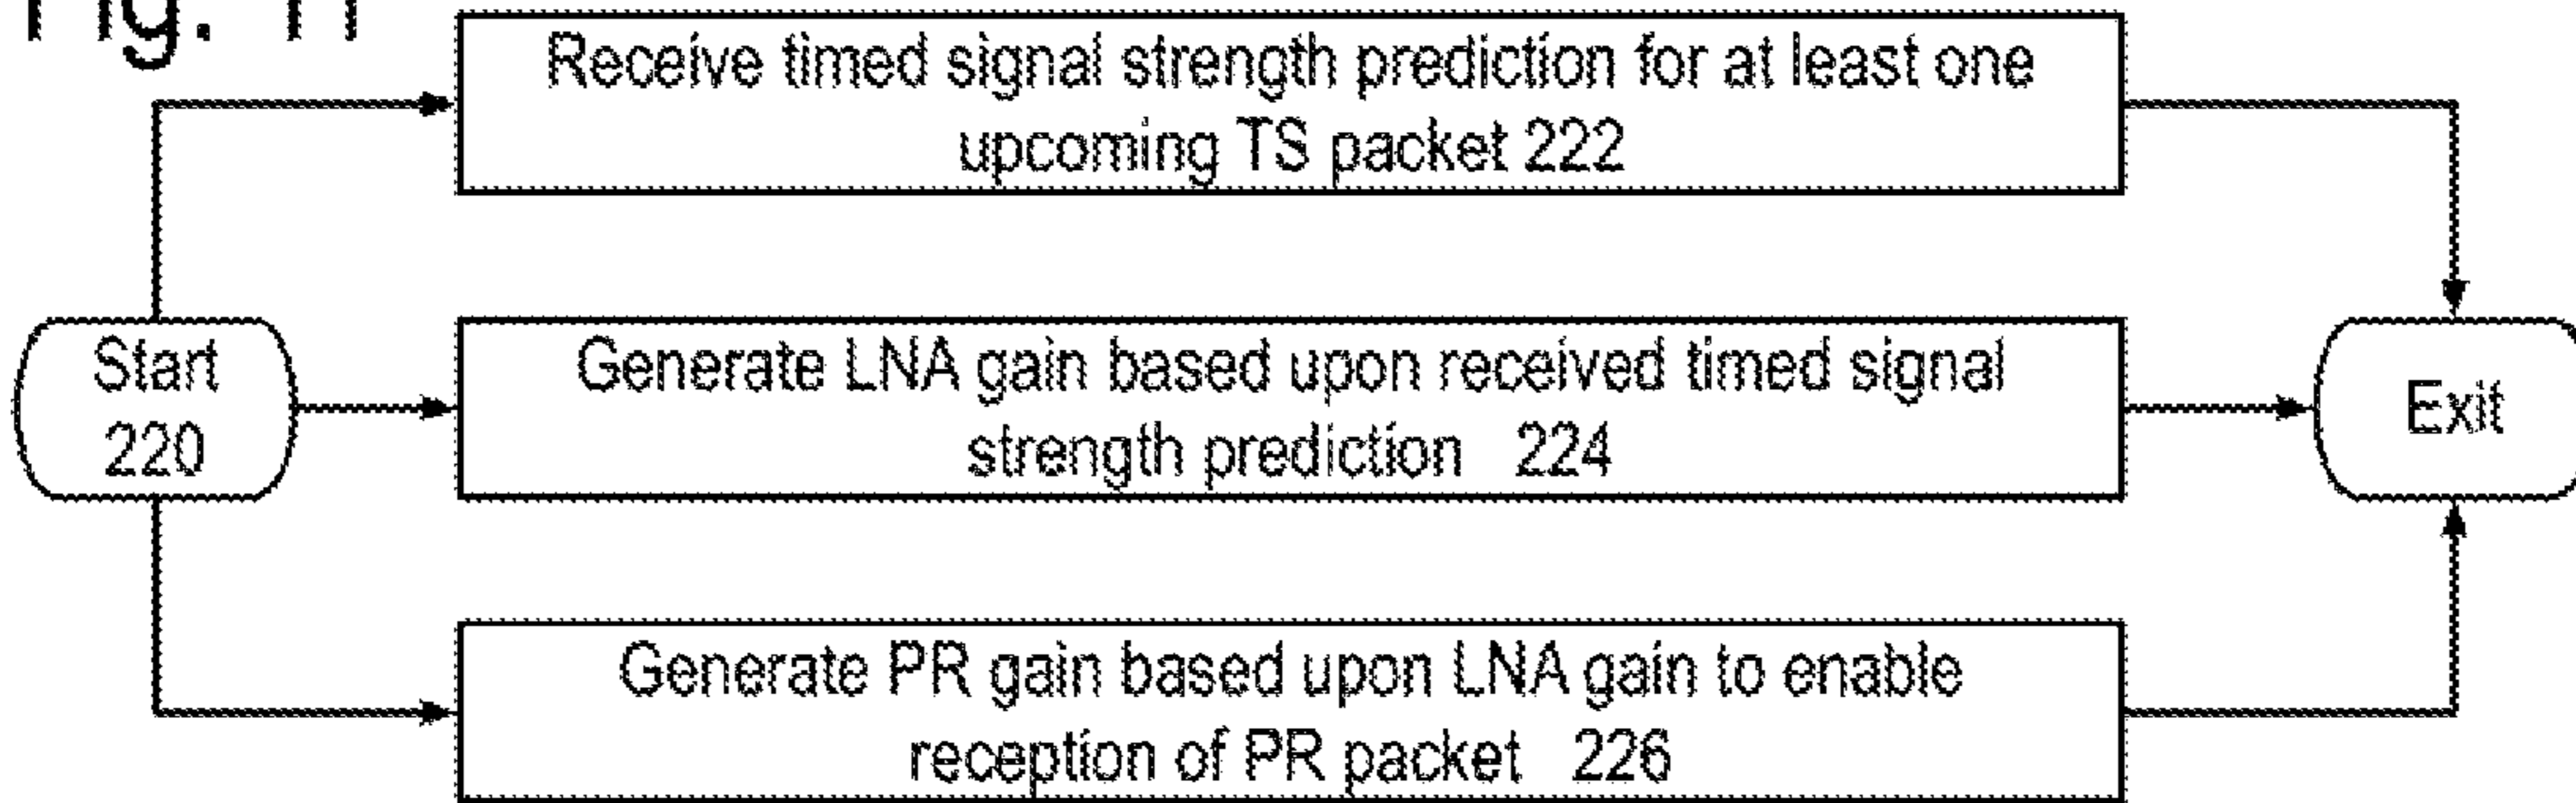 Fig. 11
Receive timed signal strength prediction for at least one
upcoming TS packet 222
Start
220
Generate LNA gain based upon received timed signal
strength prediction 224
Exit
Generate PR gain based upon LNA gain to enable
reception of PR packet 226